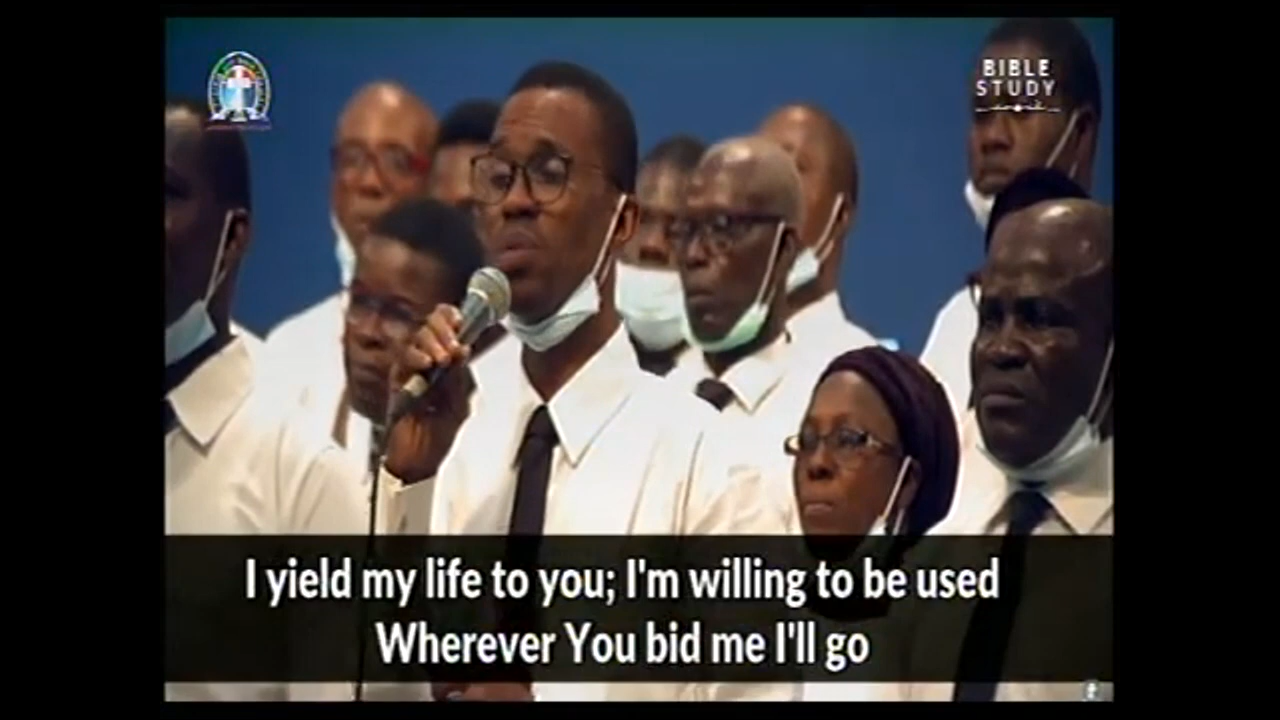 BIBLE
STUDY
I yield my life to you; I'm willing to be used
Wherever You bid me I'll go